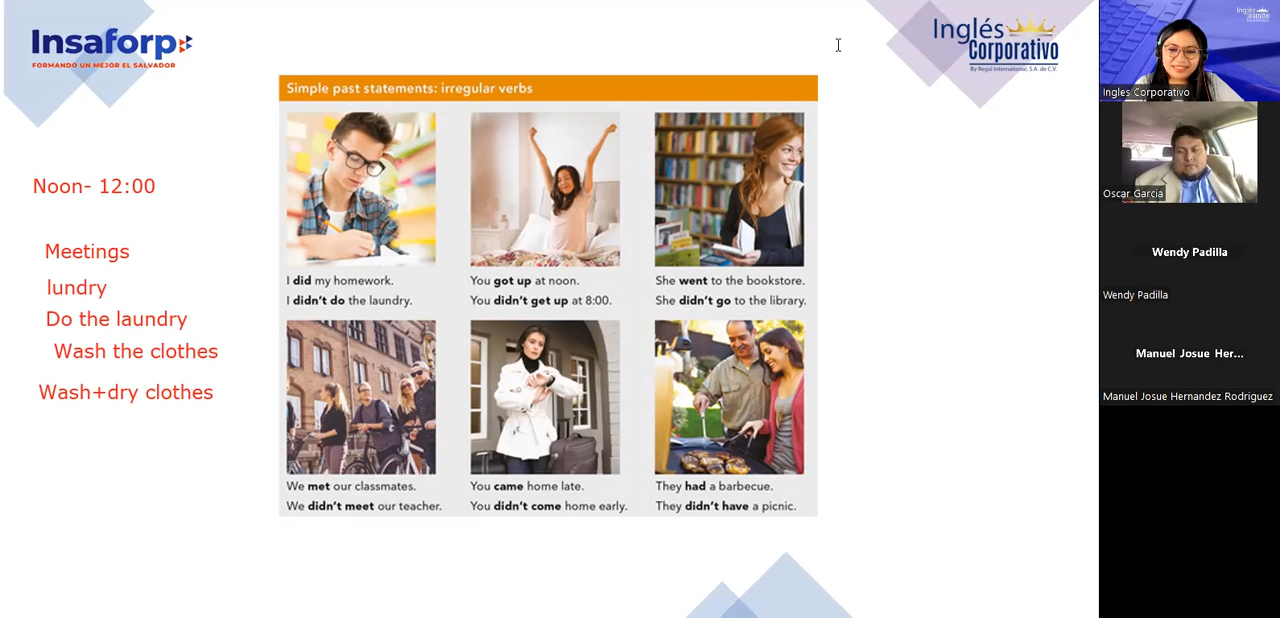 Insaforp
FORMANDO UN MEJOR EL SALVADOR
Inglés
Corporativo
By Regal International, S.A. de C.V.
Simple past statements: irregular verbs
Noon- 12:00
Meetings
lundry
Do the laundry
Wash the clothes
Wash+dry clothes
I did my homework.
I didn't do the laundry.
You got up at noon.
You didn't get up at 8:00.
She went to the bookstore.
She didn't go to the library.
We met our classmates.
We didn't meet our teacher.
You came home late.
You didn't come home early.
They had a barbecue.
They didn't have a picnic.
Inglés
Ingles Corporativo
Oscar García
Wendy Padilla
Wendy Padilla
Manuel Josue Her...
Manuel Josue Hernandez Rodriguez